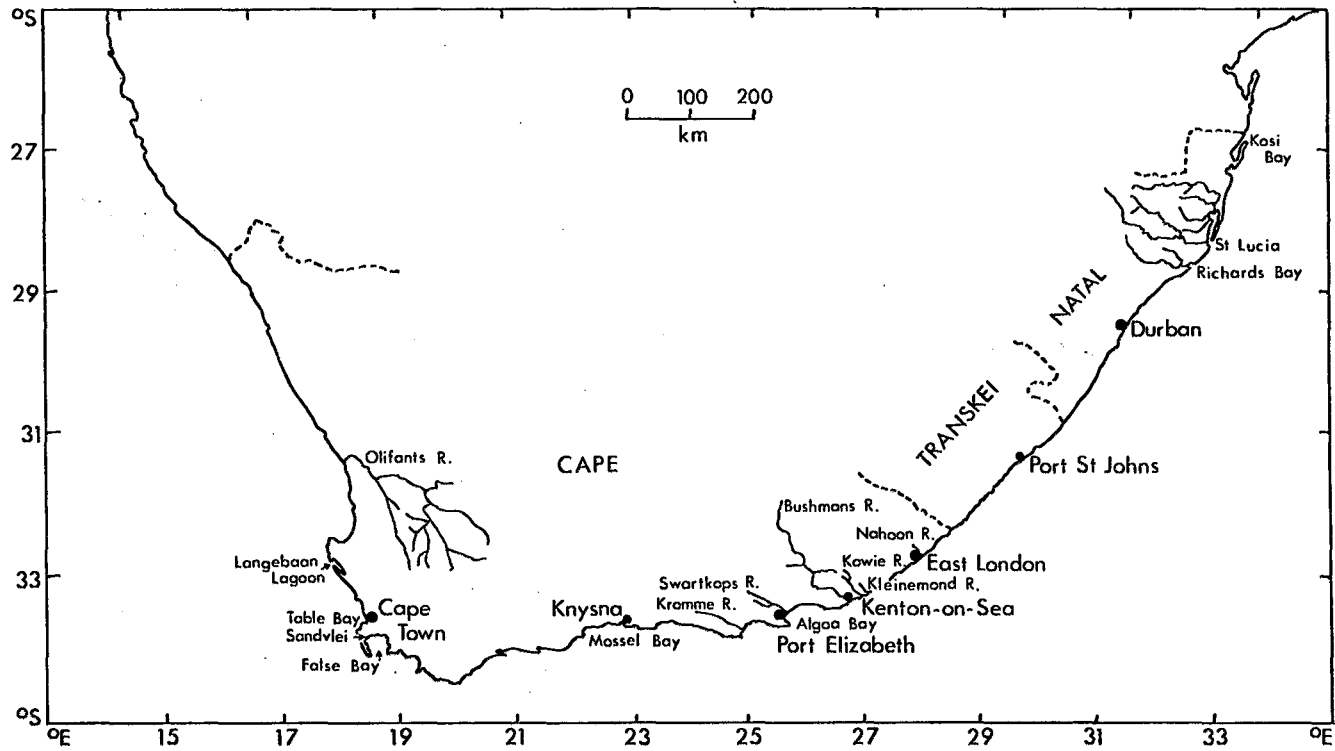 °S
0 100 200
km
27
Kosi
Bay
St Lucia
Richards Bay
29
NATAL
Durban
TRANSKEI
31
Olifants R.
CAPE
Port St Johns
Bushmans R.
Nahoon R.
East London
Langebaan
Lagoon
33
Kowie R.
Kleinemond R.
Swartkops R.
Kromme R.
Kenton-on-Sea
Table Bay
Cape
Town
Sandvlei
False Bay
Knysna
Mossel Bay
Algoa Bay
Port Elizabeth
°S
°E 15 17 19 21 23 25 27 29 31 33 °E